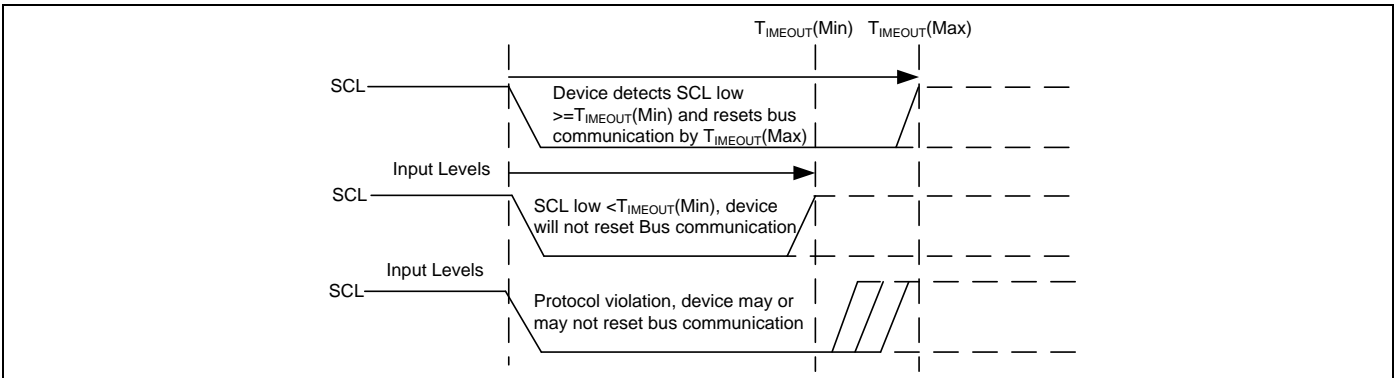 TIMEOUT(Min) TIMEOUT(Max)
SCL
Device detects SCL low
>=TIMEOUT(Min) and resets bus
communication by TIMEOUT(Max)
Input Levels
SCL
SCL low <TIMEOUT(Min), device
will not reset Bus communication
Input Levels
SCL
Protocol violation, device may or
may not reset bus communication